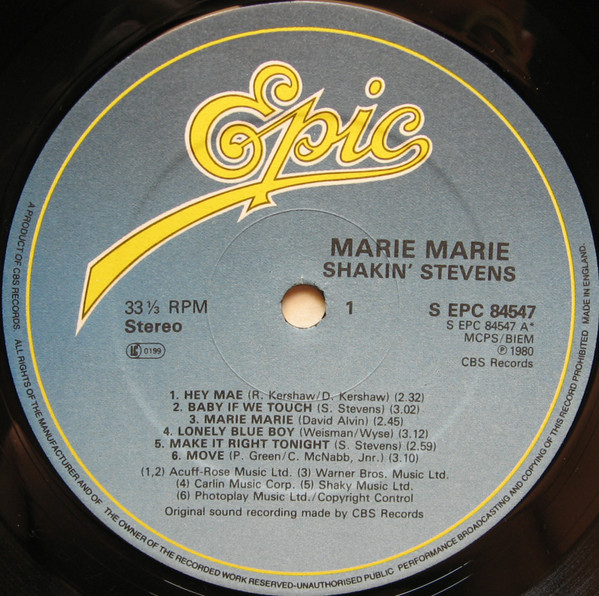 Epic
MARIE MARIE
SHAKIN' STEVENS
33 ⅓ RPM
Stereo
LC 0199
1
S EPC 84547
S EPC 84547 A*
MCPS/BIEM
Ⓟ 1980
CBS Records
1. HEY MAE (R. Kershaw/D. Kershaw) (2.32)
2. BABY IF WE TOUCH (S. Stevens) (3.02)
3. MARIE MARIE (David Alvin) (2.45)
4. LONELY BLUE BOY (Weisman/Wyse) (3.12)
5. MAKE IT RIGHT TONIGHT (S. Stevens) (2.59)
6. MOVE (P. Green/C. McNabb, Jnr.) (3.10)
(1,2) Acuff-Rose Music Ltd. (3) Warner Bros. Music Ltd.
(4) Carlin Music Corp. (5) Shaky Music Ltd.
(6) Photoplay Music Ltd./Copyright Control
Original sound recording made by CBS Records
A PRODUCT OF CBS RECORDS. ALL RIGHTS OF THE MANUFACTURER AND OF THE OWNER OF THE RECORDED WORK RESERVED-UNAUTHORISED PUBLIC PERFORMANCE BROADCASTING AND COPYING OF THIS RECORD PROHIBITED MADE IN ENGLAND.